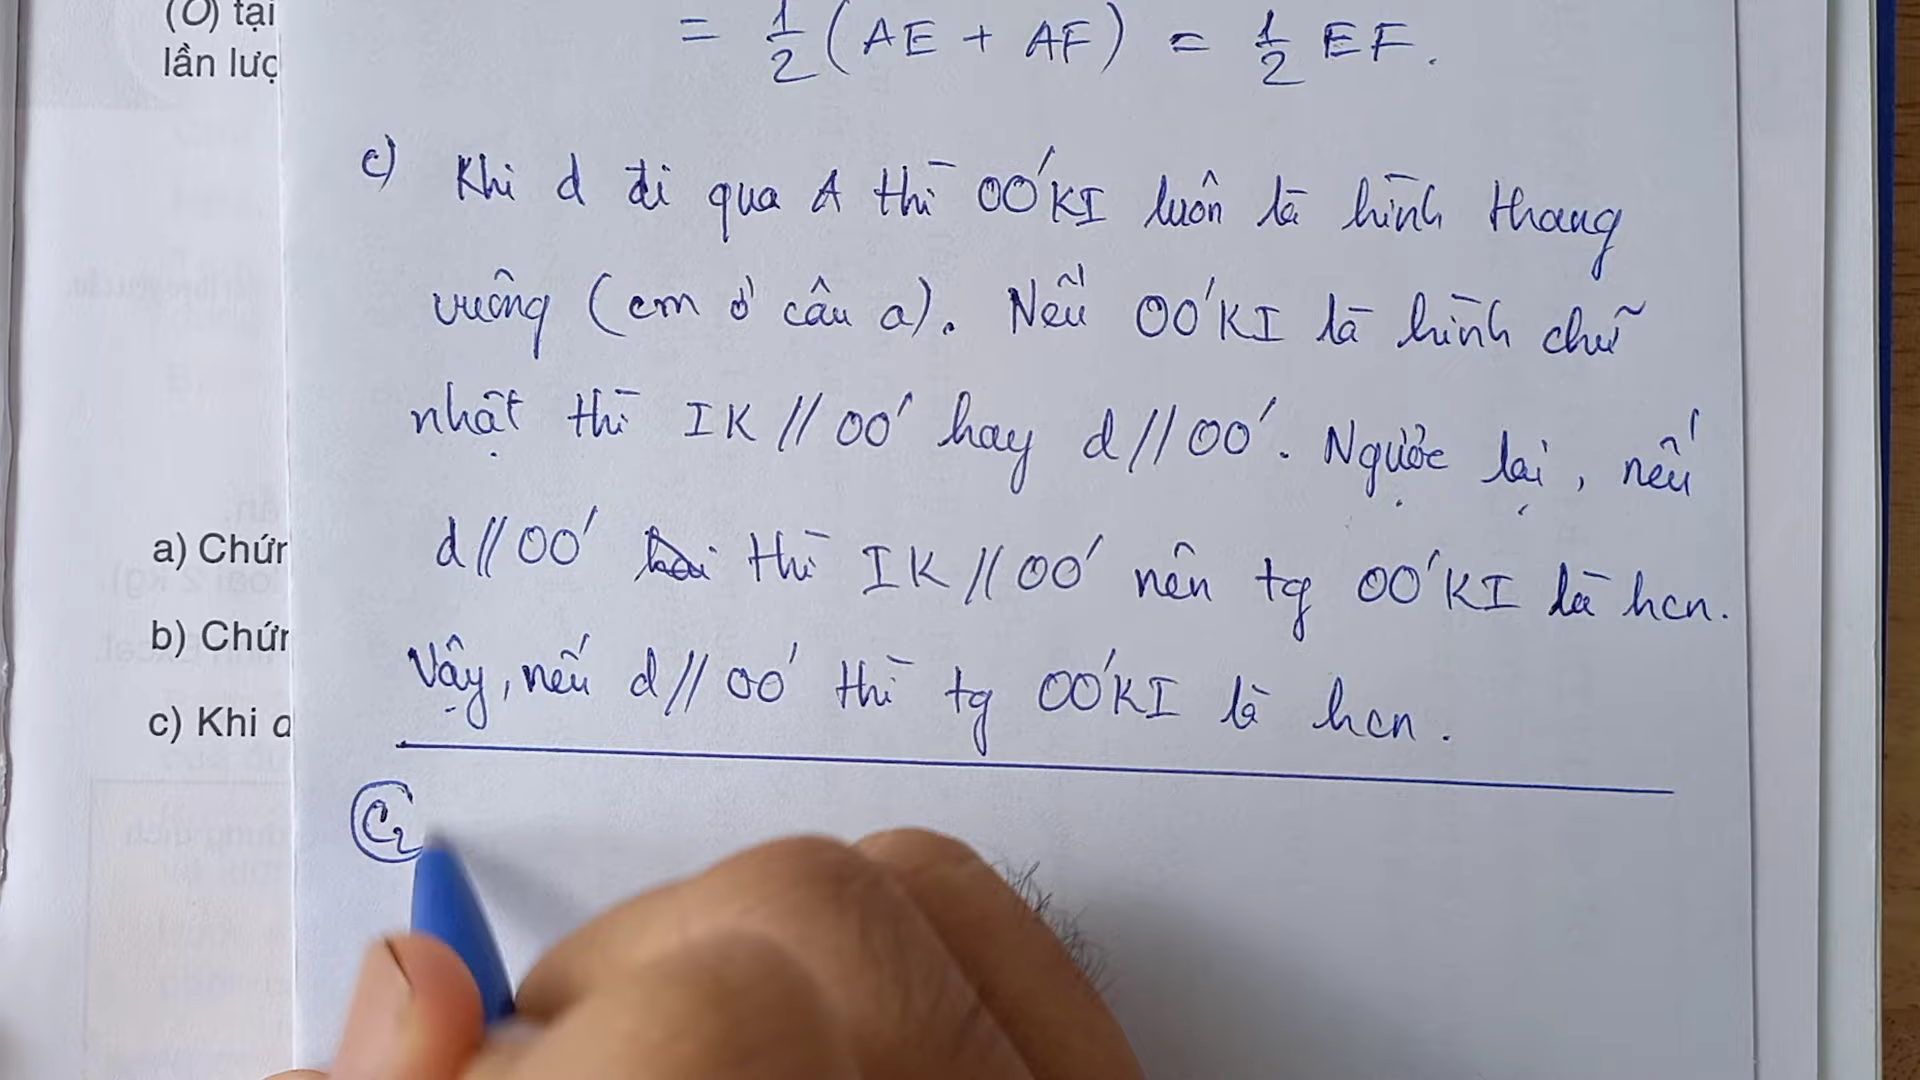 (O) tại
lần lượ
= 1/2 (AE + AF) = 1/2 EF.
c) Khi d đi qua A thì OO'KI luôn là hình thang
vuông (cm ở câu a). Nếu OO'KI là hình chữ
nhật thì IK // OO' hay d // OO'. Ngược lại, nếu
d // OO' thì IK // OO' nên tg OO'KI là hcn.
Vậy, nếu d // OO' thì tg OO'KI là hcn.
a) Chứn
b) Chứn
c) Khi d
C2